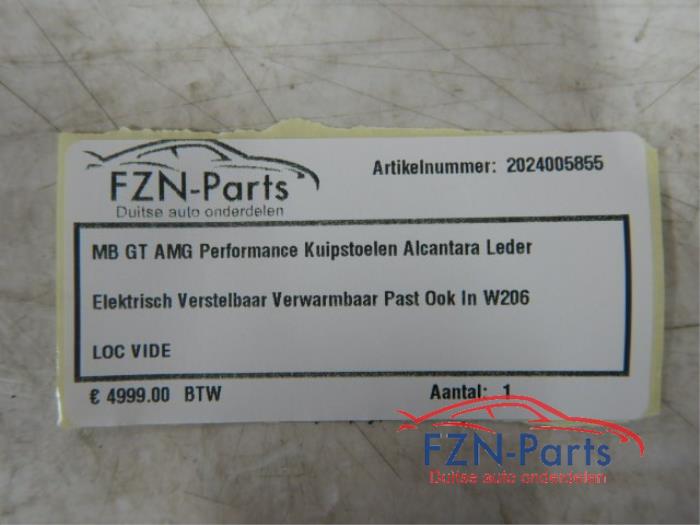 FZN-Parts
Duitse auto onderdelen
Artikelnummer: 2024005855
MB GT AMG Performance Kuipstoelen Alcantara Leder
Elektrisch Verstelbaar Verwarmbaar Past Ook In W206
LOC VIDE
€ 4999.00 BTW
Aantal: 1
FZN-Parts
Duitse auto onderdelen